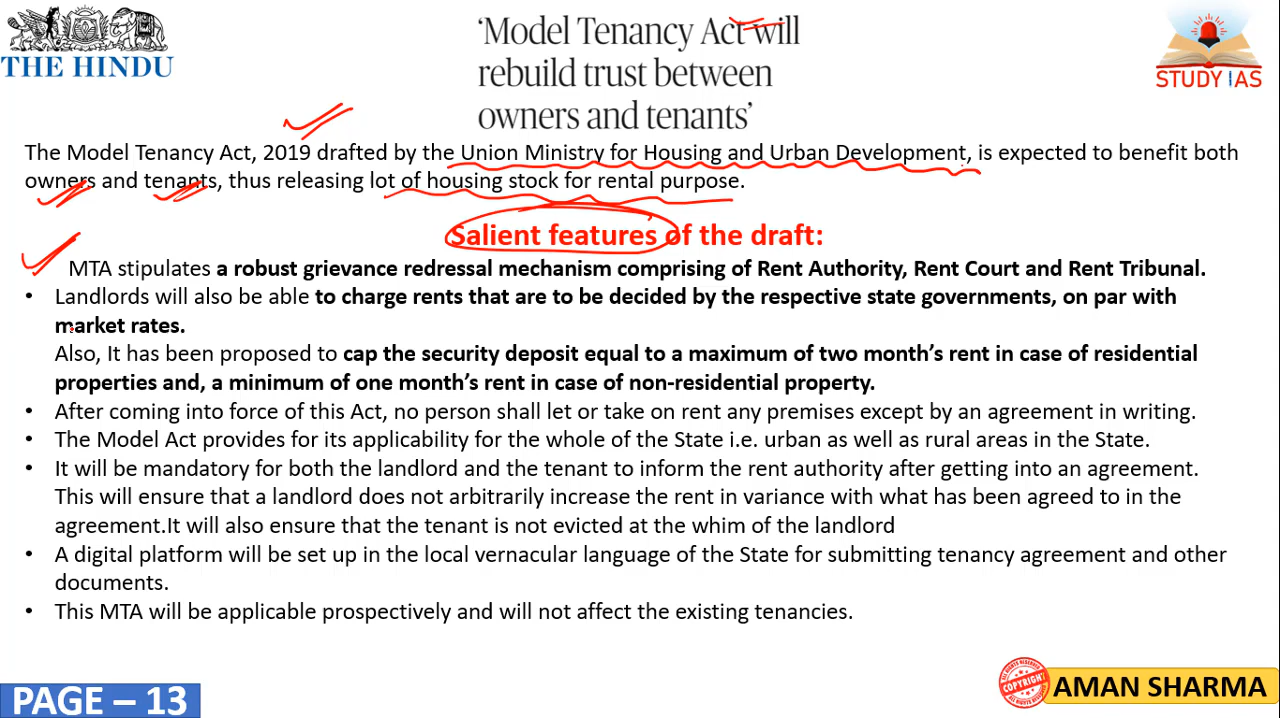 THE HINDU
'Model Tenancy Act will
rebuild trust between
owners and tenants'
STUDY IAS
The Model Tenancy Act, 2019 drafted by the Union Ministry for Housing and Urban Development, is expected to benefit both
owners and tenants, thus releasing lot of housing stock for rental purpose.
Salient features of the draft:
MTA stipulates a robust grievance redressal mechanism comprising of Rent Authority, Rent Court and Rent Tribunal.
• Landlords will also be able to charge rents that are to be decided by the respective state governments, on par with
market rates.
Also, It has been proposed to cap the security deposit equal to a maximum of two month's rent in case of residential
properties and, a minimum of one month's rent in case of non-residential property.
• After coming into force of this Act, no person shall let or take on rent any premises except by an agreement in writing.
• The Model Act provides for its applicability for the whole of the State i.e. urban as well as rural areas in the State.
• It will be mandatory for both the landlord and the tenant to inform the rent authority after getting into an agreement.
This will ensure that a landlord does not arbitrarily increase the rent in variance with what has been agreed to in the
agreement.It will also ensure that the tenant is not evicted at the whim of the landlord
• A digital platform will be set up in the local vernacular language of the State for submitting tenancy agreement and other
documents.
• This MTA will be applicable prospectively and will not affect the existing tenancies.
PAGE – 13
COPYRIGHT
AMAN SHARMA